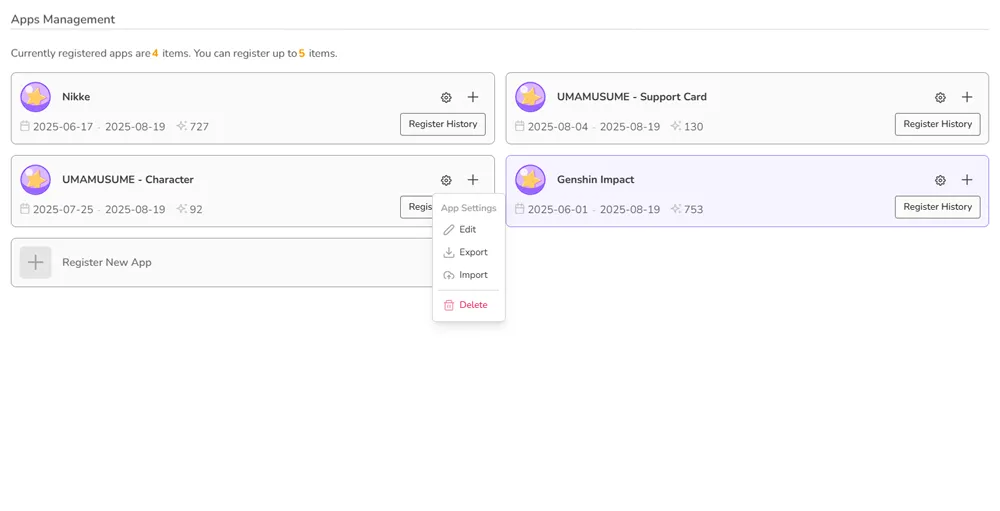 Apps Management
Currently registered apps are 4 items. You can register up to 5 items.
Nikke
2025-06-17 - 2025-08-19 727
Register History
UMAMUSUME - Support Card
2025-08-04 - 2025-08-19 130
Register History
UMAMUSUME - Character
2025-07-25 - 2025-08-19 92
Regis
Genshin Impact
2025-06-01 - 2025-08-19 753
Register History
App Settings
Edit
Export
Import
Delete
Register New App